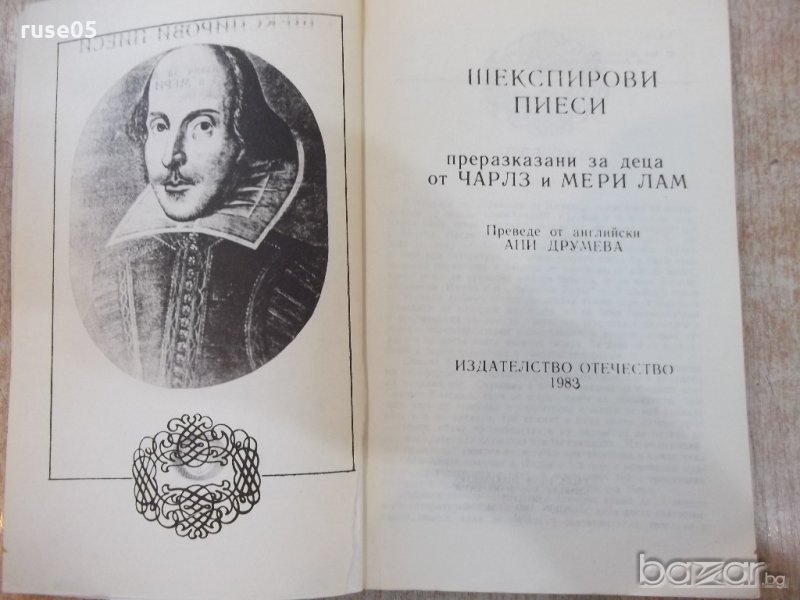 ruse05
ШЕКСПИРОВИ
ПИЕСИ
преразказани за деца
от ЧАРЛЗ и МЕРИ ЛАМ
Преведе от английски
АНИ ДРУМЕВА
ИЗДАТЕЛСТВО ОТЕЧЕСТВО
1983
bazar.bg